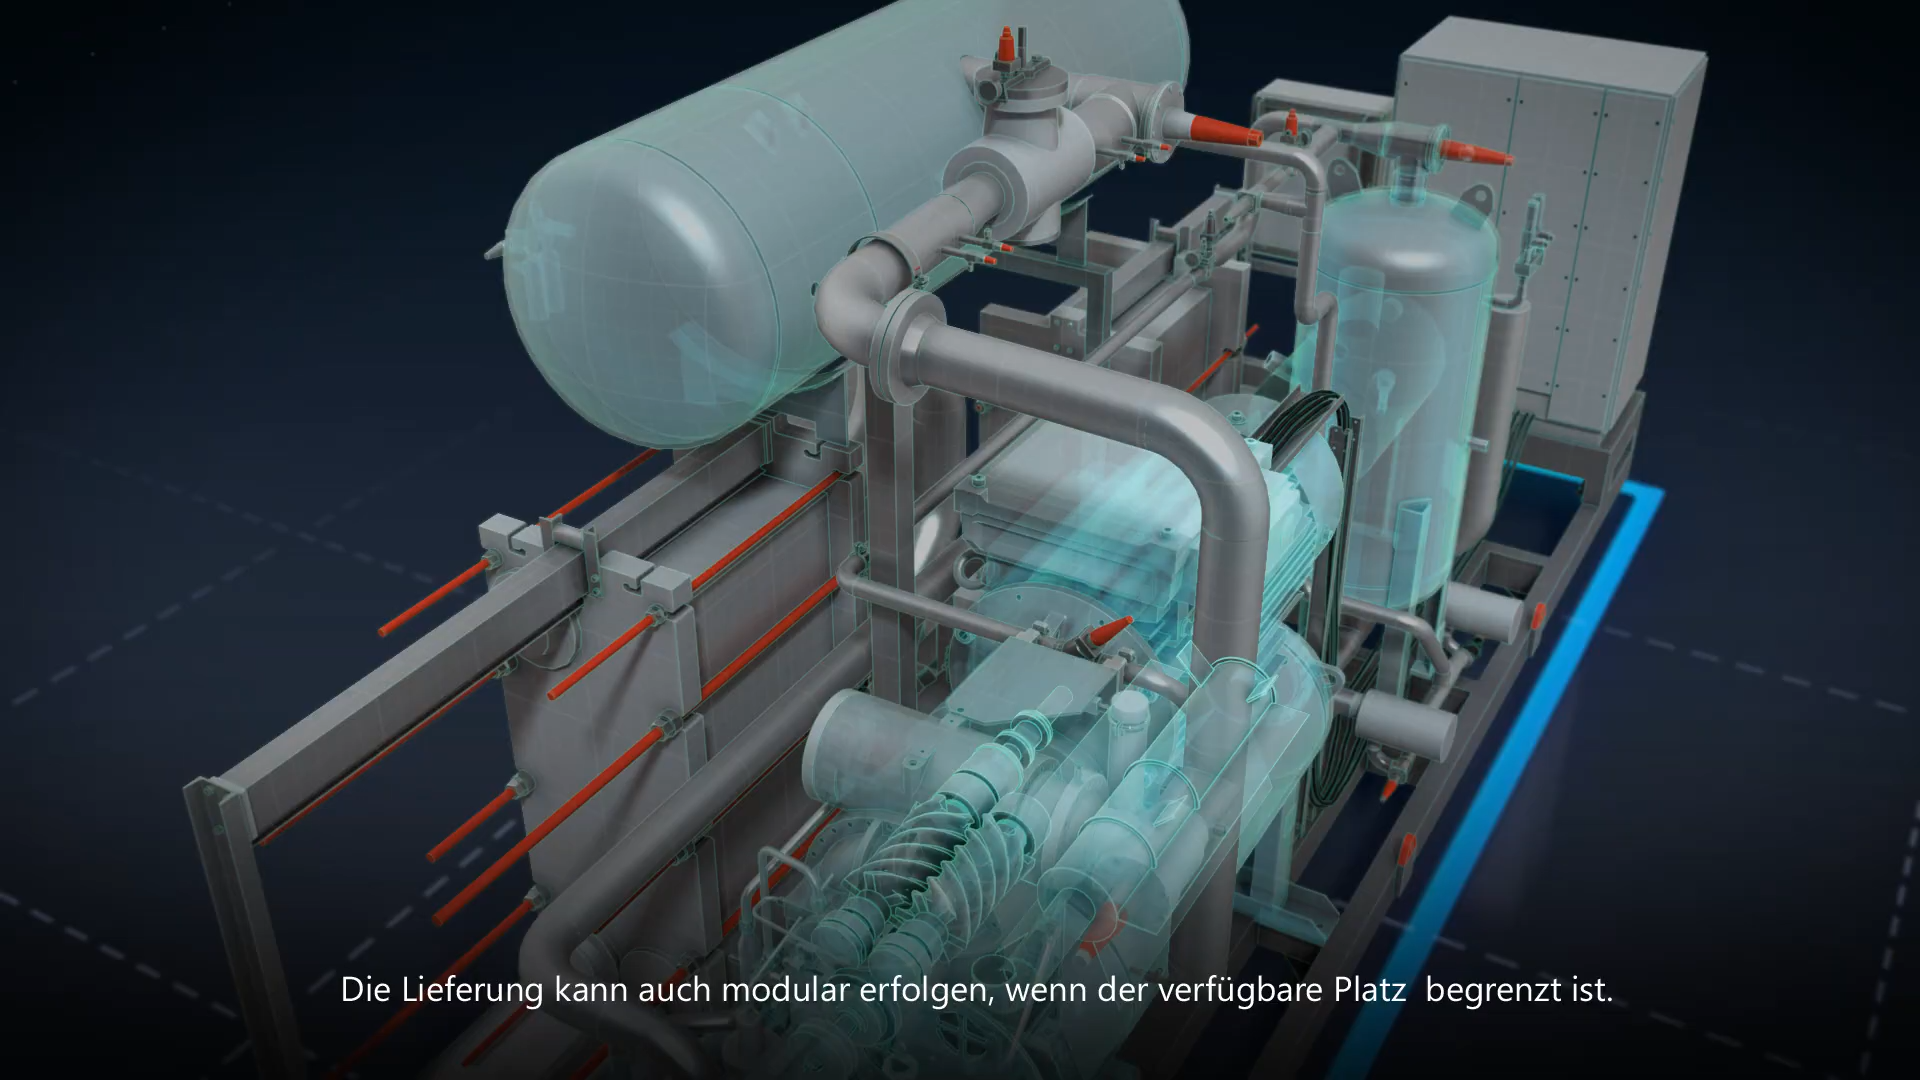 Die Lieferung kann auch modular erfolgen, wenn der verfügbare Platz  begrenzt ist.